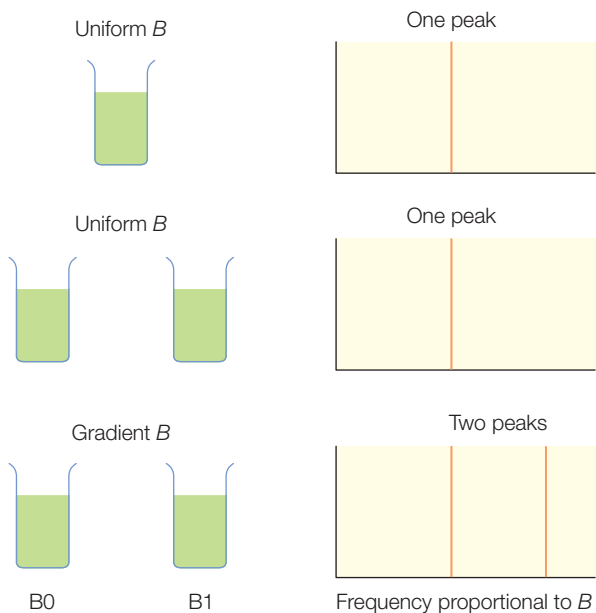 Uniform B
One peak
Uniform B
One peak
Gradient B
Two peaks
B0
B1
Frequency proportional to B